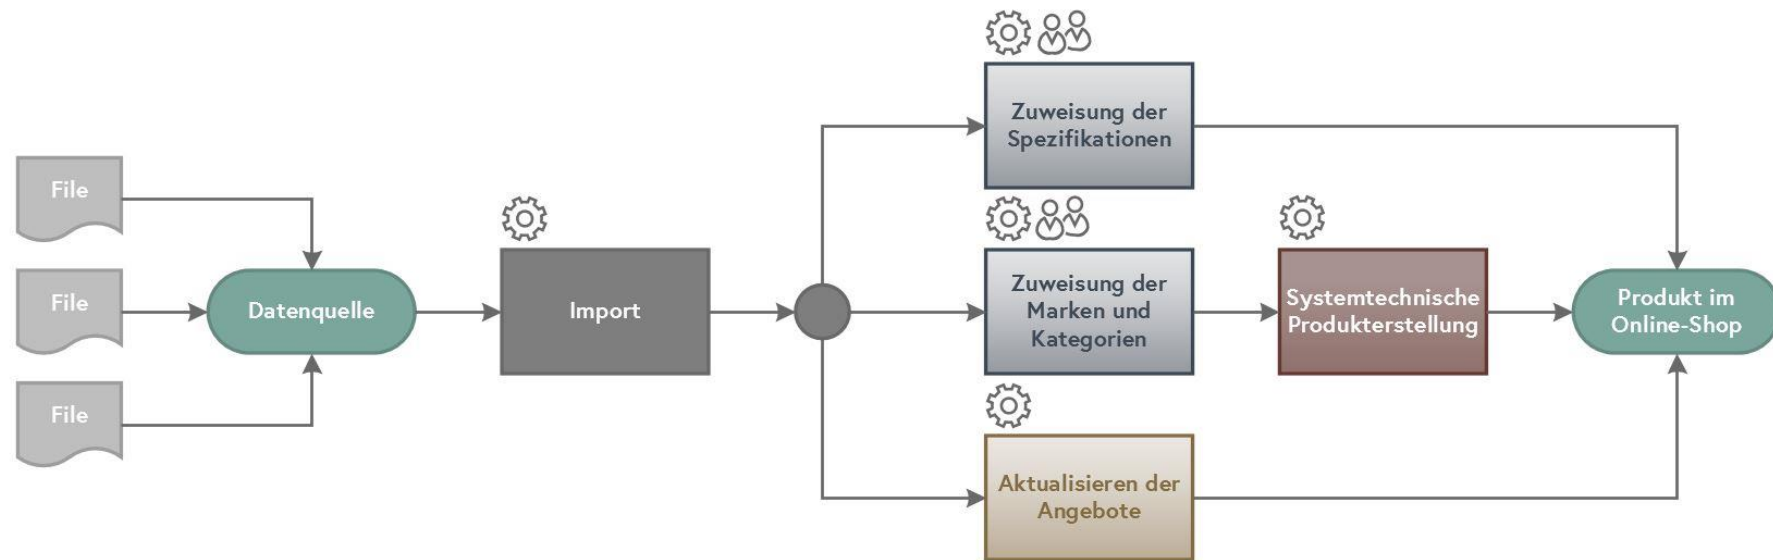 File
File
File
Datenquelle
Import
Zuweisung der
Spezifikationen
Zuweisung der
Marken und
Kategorien
Systemtechnische
Produkterstellung
Aktualisieren der
Angebote
Produkt im
Online-Shop